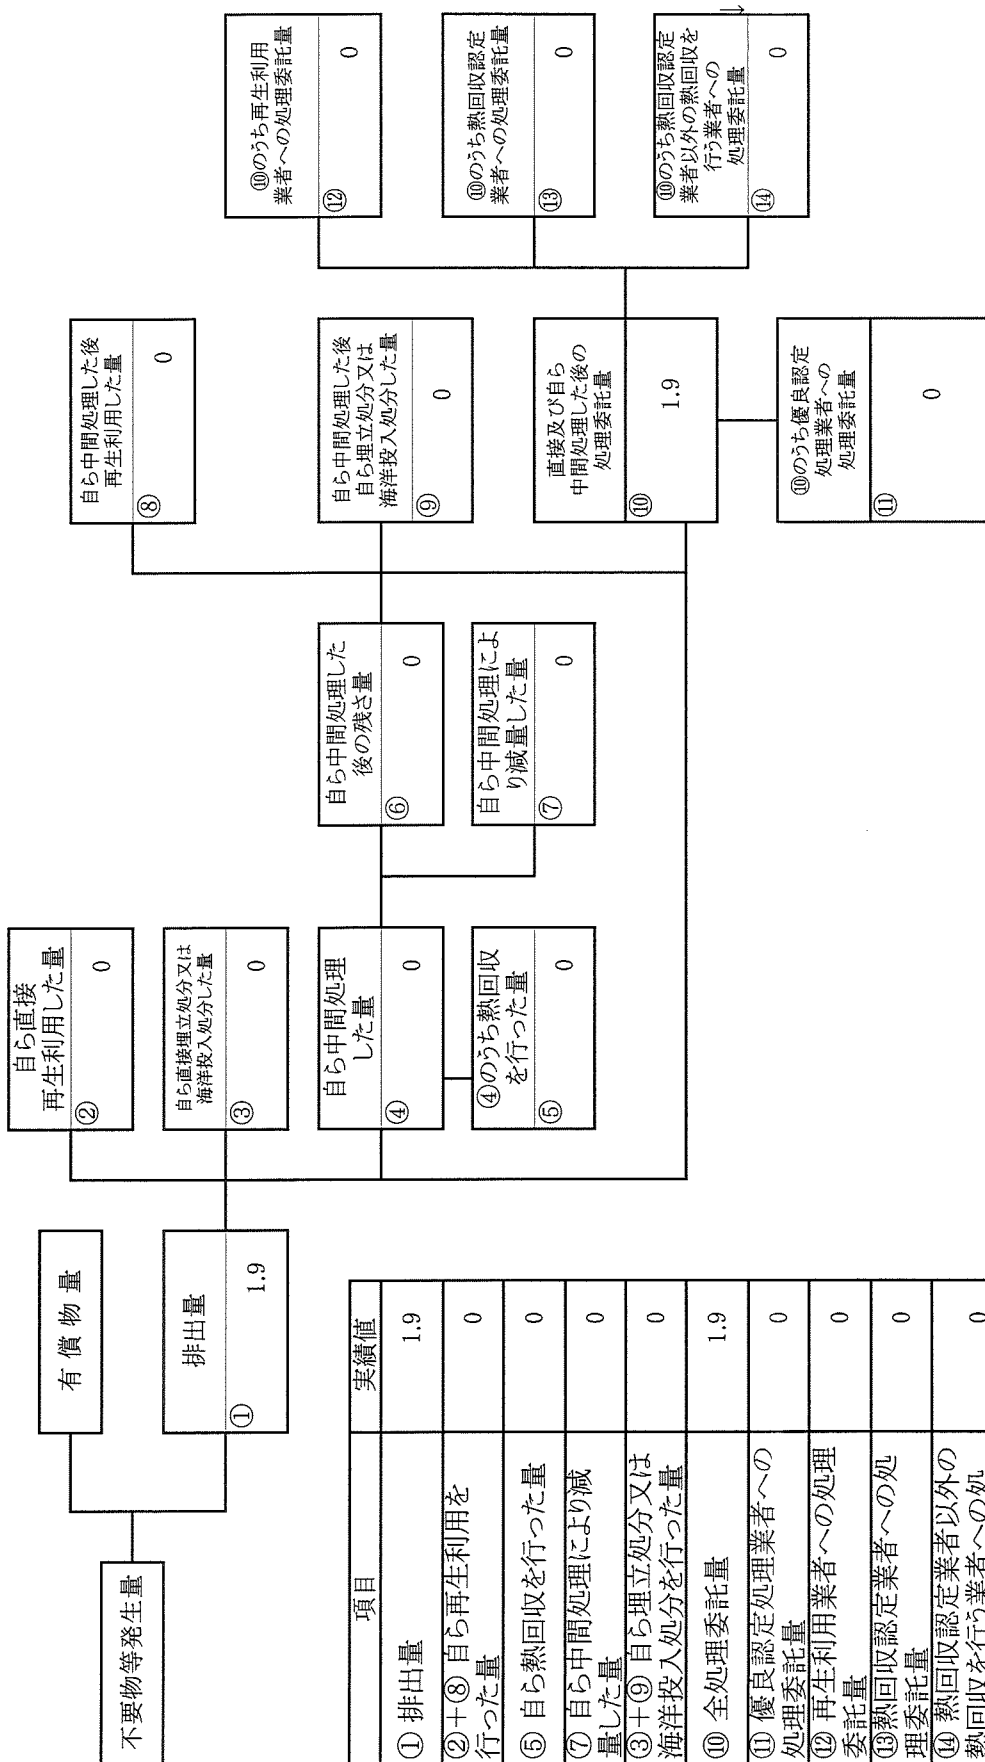 不要物等発生量
有償物量
排出量
① 1.9
自ら直接
再生利用した量
② 0
自ら直接埋立処分又は
海洋投入処分した量
③ 0
自ら中間処理
した量
④ 0
④のうち熱回収
を行った量
⑤ 0
自ら中間処理した
後の残さ量
⑥ 0
自ら中間処理によ
り減量した量
⑦ 0
自ら中間処理した後
再生利用した量
⑧ 0
自ら中間処理した後
自ら埋立処分又は
海洋投入処分した量
⑨ 0
直接及び自ら
中間処理した後の
処理委託量
⑩ 1.9
⑩のうち優良認定
処理業者への
処理委託量
⑪ 0
⑩のうち再生利用
業者への処理委託量
⑫ 0
⑩のうち熱回収認定
業者への処理委託量
⑬ 0
⑩のうち熱回収認定
業者以外の熱回収を
行う業者への
処理委託量
⑭ 0
項目 実績値
① 排出量 1.9
②+⑧ 自ら再生利用を
行った量 0
⑤ 自ら熱回収を行った量 0
⑦ 自ら中間処理により減
量した量 0
③+⑨ 自ら埋立処分又は
海洋投入処分を行った量 0
⑩ 全処理委託量 1.9
⑪ 優良認定処理業者への
処理委託量 0
⑫ 再生利用業者への処理
委託量 0
⑬熱回収認定業者への処
理委託量 0
⑭ 熱回収認定業者以外の
熱回収を行う業者への処 0